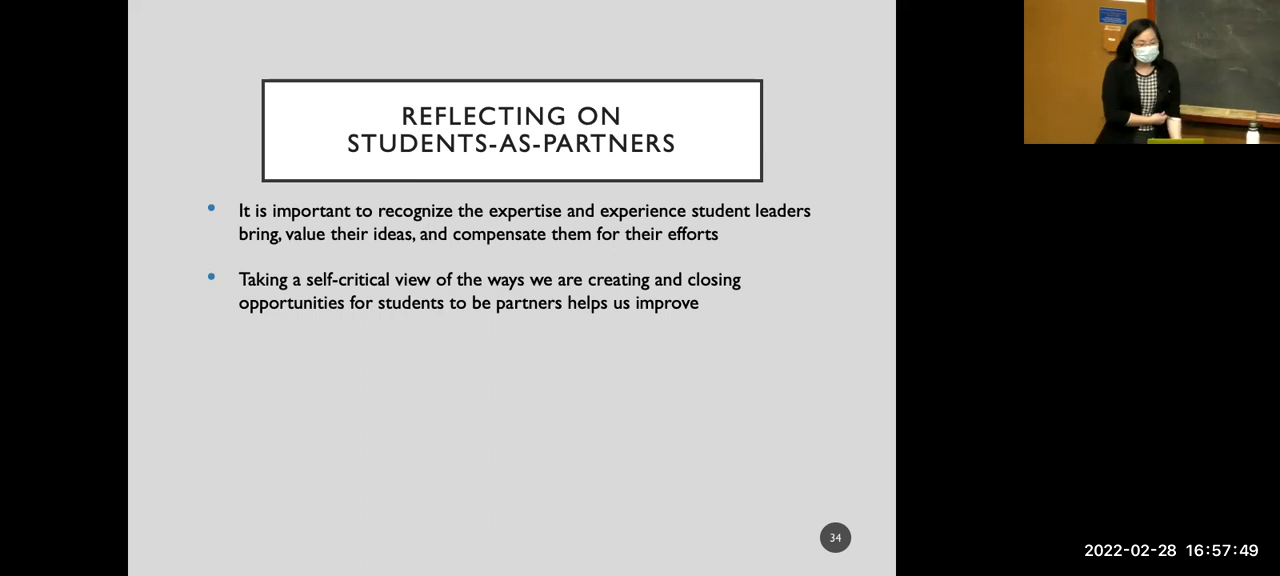 REFLECTING ON
STUDENTS-AS-PARTNERS
• It is important to recognize the expertise and experience student leaders
bring, value their ideas, and compensate them for their efforts
• Taking a self-critical view of the ways we are creating and closing
opportunities for students to be partners helps us improve
34
2022-02-28 16:57:49